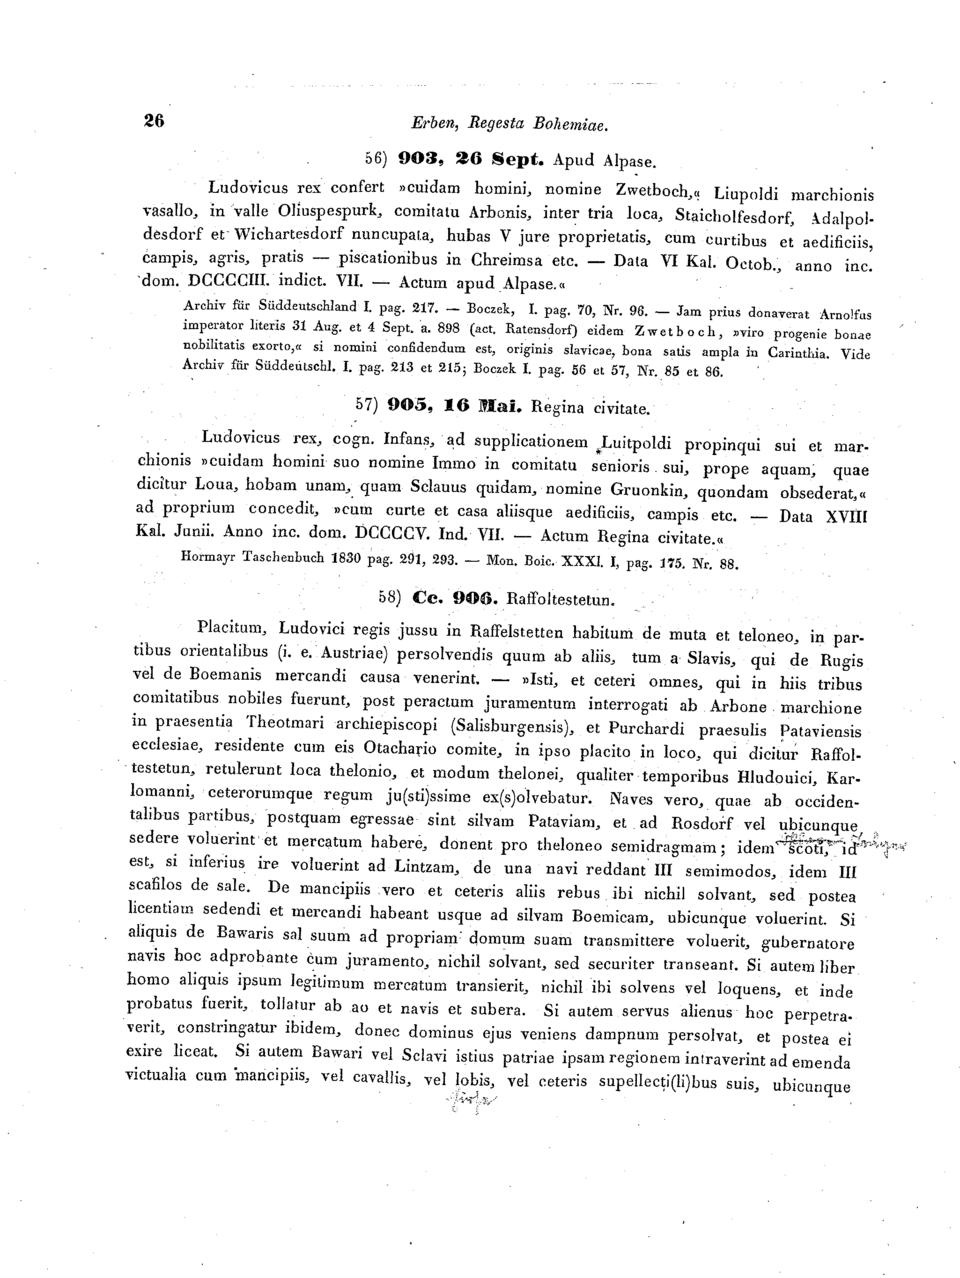 26
Erben, Regesta Bohemiae.
56) 903, 26 Sept. Apud Alpase.
Ludovicus rex confert »cuidam homini, nomine Zwetboch,« Liupoldi marchionis
vasallo, in valle Oliuspespurk, comitatu Arbonis, inter tria loca, Staicholfesdorf, Adalpol-
desdorf et Wichartesdorf nuncupata, hubas V jure proprietatis, cum curtibus et aedificiis,
campis, agris, pratis — piscationibus in Chreimsa etc. — Data VI Kal. Octob., anno inc.
dom. DCCCCIII. indict. VII. — Actum apud Alpase.«
Archiv für Süddeutschland I. pag. 217. — Boczek, I. pag. 70, Nr. 96. — Jam prius donaverat Arnolfus
imperator literis 31 Aug. et 4 Sept. a. 898 (act. Ratensdorf) eidem Zwetboch, »viro progenie bonae
nobilitatis exorto,« si nomini confidendum est, originis slavicae, bona satis ampla in Carinthia. Vide
Archiv für Süddeutschl. I. pag. 213 et 215; Boczek I. pag. 56 et 57, Nr. 85 et 86.
57) 905, 16 Mai. Regina civitate.
Ludovicus rex, cogn. Infans, ad supplicationem Luitpoldi propinqui sui et mar-
chionis »cuidam homini suo nomine Immo in comitatu senioris sui, prope aquam, quae
dicitur Loua, hobam unam, quam Sclauus quidam, nomine Gruonkin, quondam obsederat,«
ad proprium concedit, »cum curte et casa aliisque aedificiis, campis etc. — Data XVIII
Kal. Junii. Anno inc. dom. DCCCCV. Ind. VII. — Actum Regina civitate.«
Hormayr Taschenbuch 1830 pag. 291, 293. — Mon. Boic. XXXI. I, pag. 175. Nr. 88.
58) Cc. 906. Raffoltestetun.
Placitum, Ludovici regis jussu in Raffelstetten habitum de muta et teloneo, in par-
tibus orientalibus (i. e. Austriae) persolvendis quum ab aliis, tum a Slavis, qui de Rugis
vel de Boemanis mercandi causa venerint. — »Isti, et ceteri omnes, qui in hiis tribus
comitatibus nobiles fuerunt, post peractum juramentum interrogati ab Arbone marchione
in praesentia Theotmari archiepiscopi (Salisburgensis), et Purchardi praesulis Pataviensis
ecclesiae, residente cum eis Otachario comite, in ipso placito in loco, qui dicitur Raffol-
testetun, retulerunt loca thelonio, et modum thelonei, qualiter temporibus Hludouici, Kar-
lomanni, ceterorumque regum ju(sti)ssime ex(s)olvebatur. Naves vero, quae ab occiden-
talibus partibus, postquam egressae sint silvam Pataviam, et ad Rosdorf vel ubicunque
sedere voluerint et mercatum habere, donent pro theloneo semidragmam; idem scoti, id
est, si inferius ire voluerint ad Lintzam, de una navi reddant III semimodos, idem III
scafilos de sale. De mancipiis vero et ceteris aliis rebus ibi nichil solvant, sed postea
licentiam sedendi et mercandi habeant usque ad silvam Boemicam, ubicunque voluerint. Si
aliquis de Bawaris sal suum ad propriam domum suam transmittere voluerit, gubernatore
navis hoc adprobante cum juramento, nichil solvant, sed securiter transeant. Si autem liber
homo aliquis ipsum legitimum mercatum transierit, nichil ibi solvens vel loquens, et inde
probatus fuerit, tollatur ab ao et navis et subera. Si autem servus alienus hoc perpetra-
verit, constringatur ibidem, donec dominus ejus veniens dampnum persolvat, et postea ei
exire liceat. Si autem Bawari vel Sclavi istius patriae ipsam regionem intraverint ad emenda
victualia cum mancipiis, vel cavallis, vel lobis, vel ceteris supellecti(li)bus suis, ubicunque